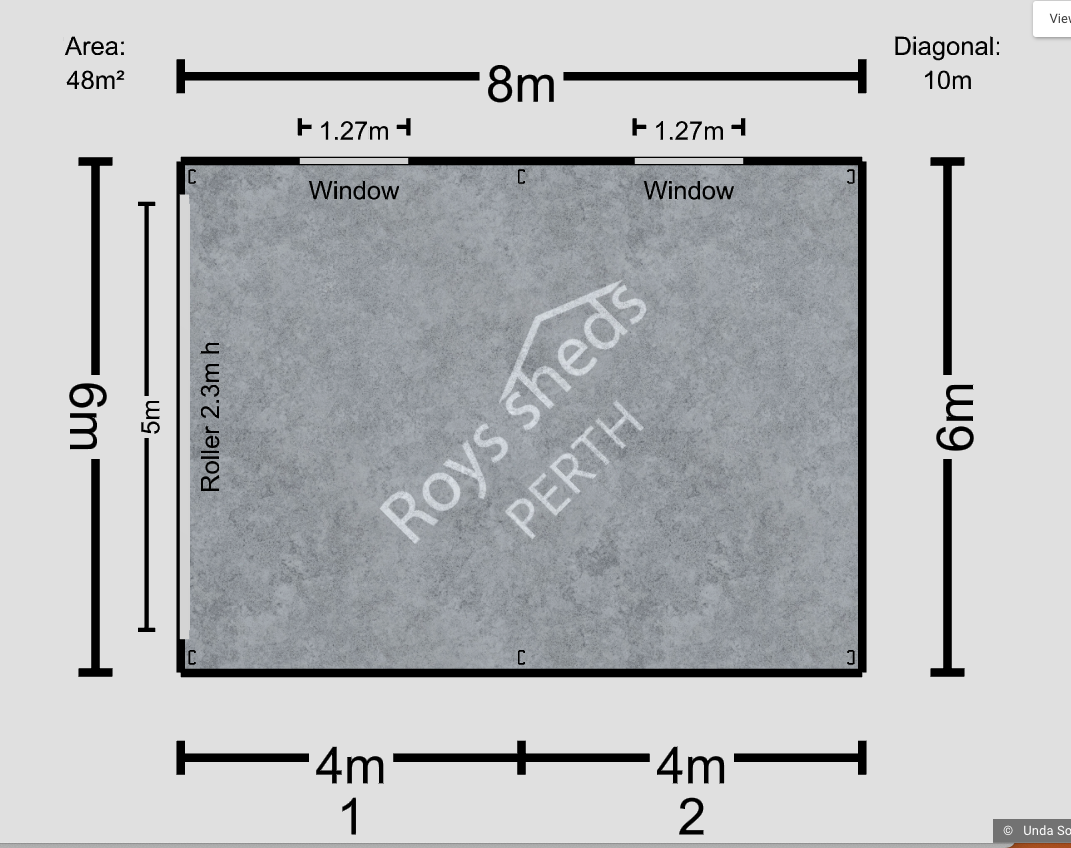 View
Area:
48m²
Diagonal:
10m
8m
1.27m
1.27m
Window
Window
6m
5m
Roller 2.3m h
Roys sheds
PERTH
6m
4m
4m
1
2
© Unda So